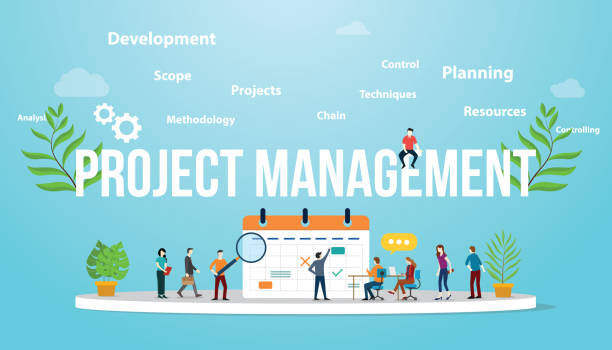 Development
Scope
Projects
Control
Planning
Techniques
Resources
Analyst
Methodology
Chain
Controlling
PROJECT MANAGEMENT